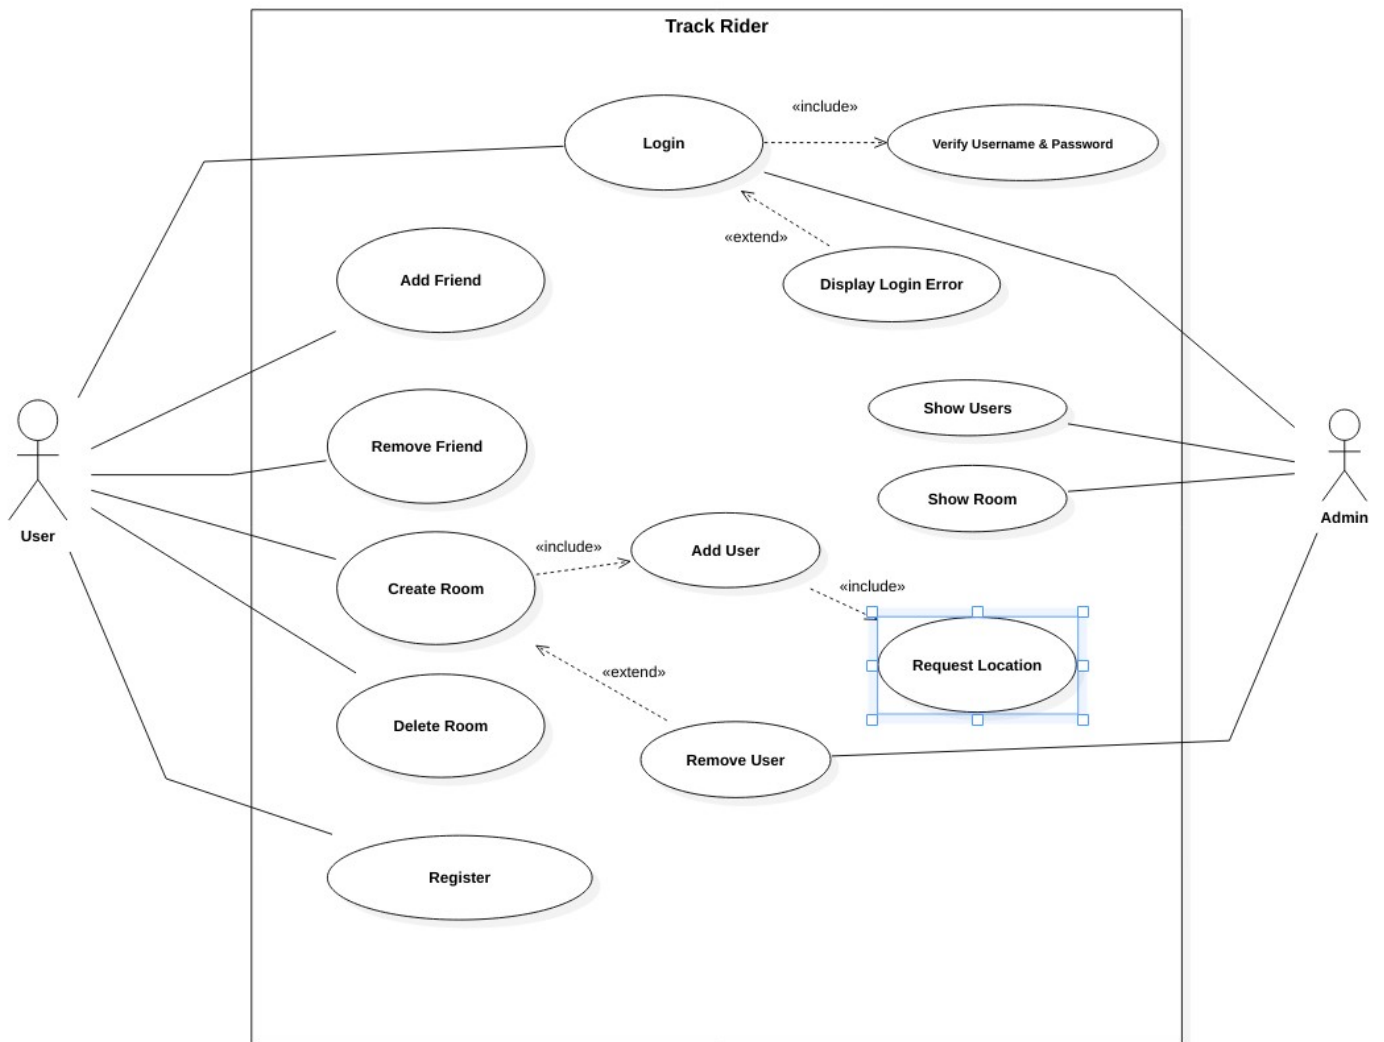 Track Rider
«include»
Login
Verify Username & Password
«extend»
Add Friend
Display Login Error
Show Users
Remove Friend
Show Room
User
Admin
«include»
Add User
Create Room
«include»
Request Location
«extend»
Delete Room
Remove User
Register